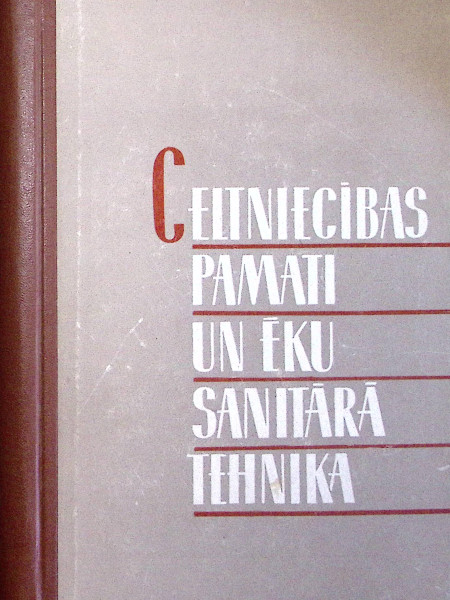 CELTNIECĪBAS
PAMATI
UN ĒKU
SANITĀRĀ
TEHNIKA